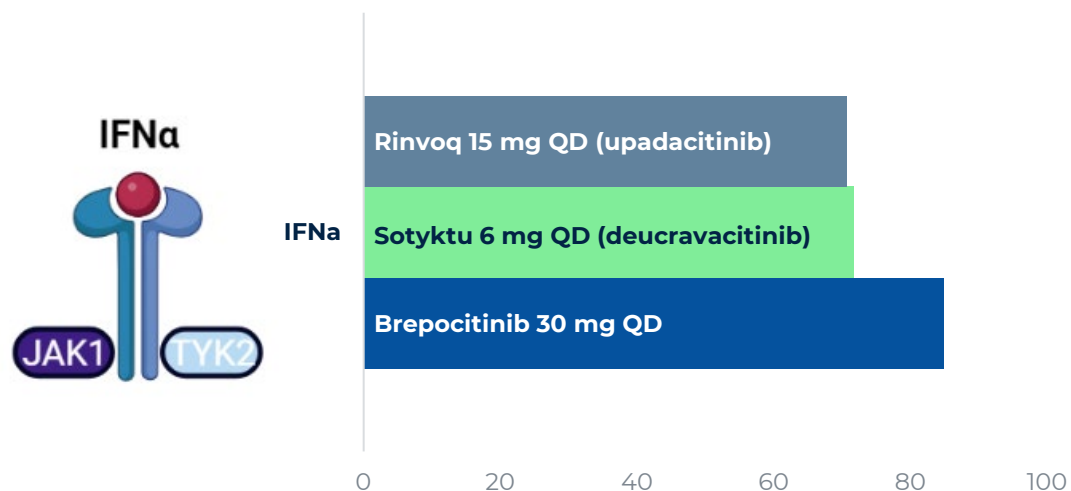 IFNα
JAK1
TYK2
IFNa
Rinvoq 15 mg QD (upadacitinib)
Sotyktu 6 mg QD (deucravacitinib)
Brepocitinib 30 mg QD
0 20 40 60 80 100